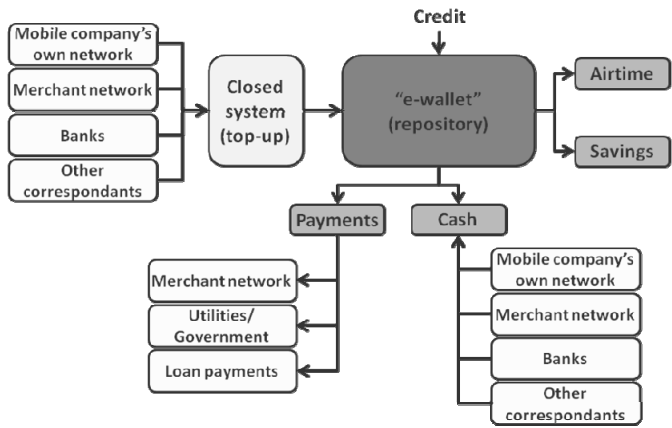 Credit
Mobile company's
own network
Merchant network
Banks
Other
correspondants
Closed
system
(top-up)
"e-wallet"
(repository)
Airtime
Savings
Payments
Cash
Merchant network
Utilities/
Government
Loan payments
Mobile company's
own network
Merchant network
Banks
Other
correspondants